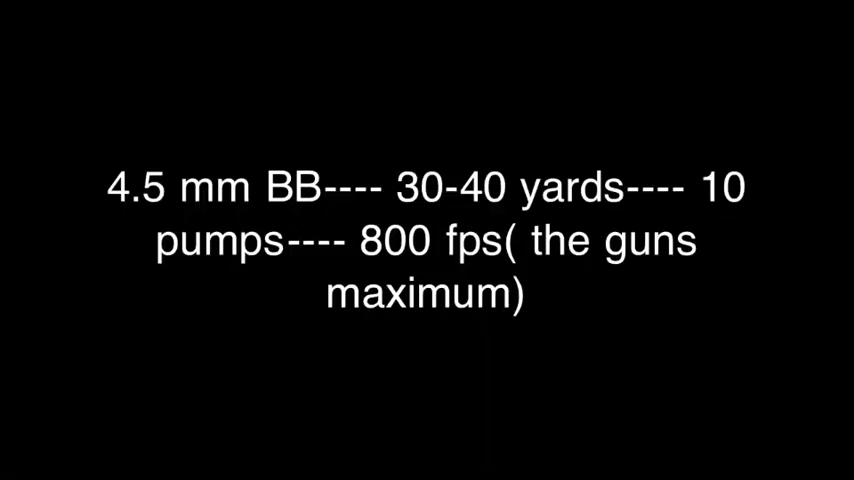 4.5 mm BB---- 30-40 yards---- 10
pumps---- 800 fps( the guns
maximum)